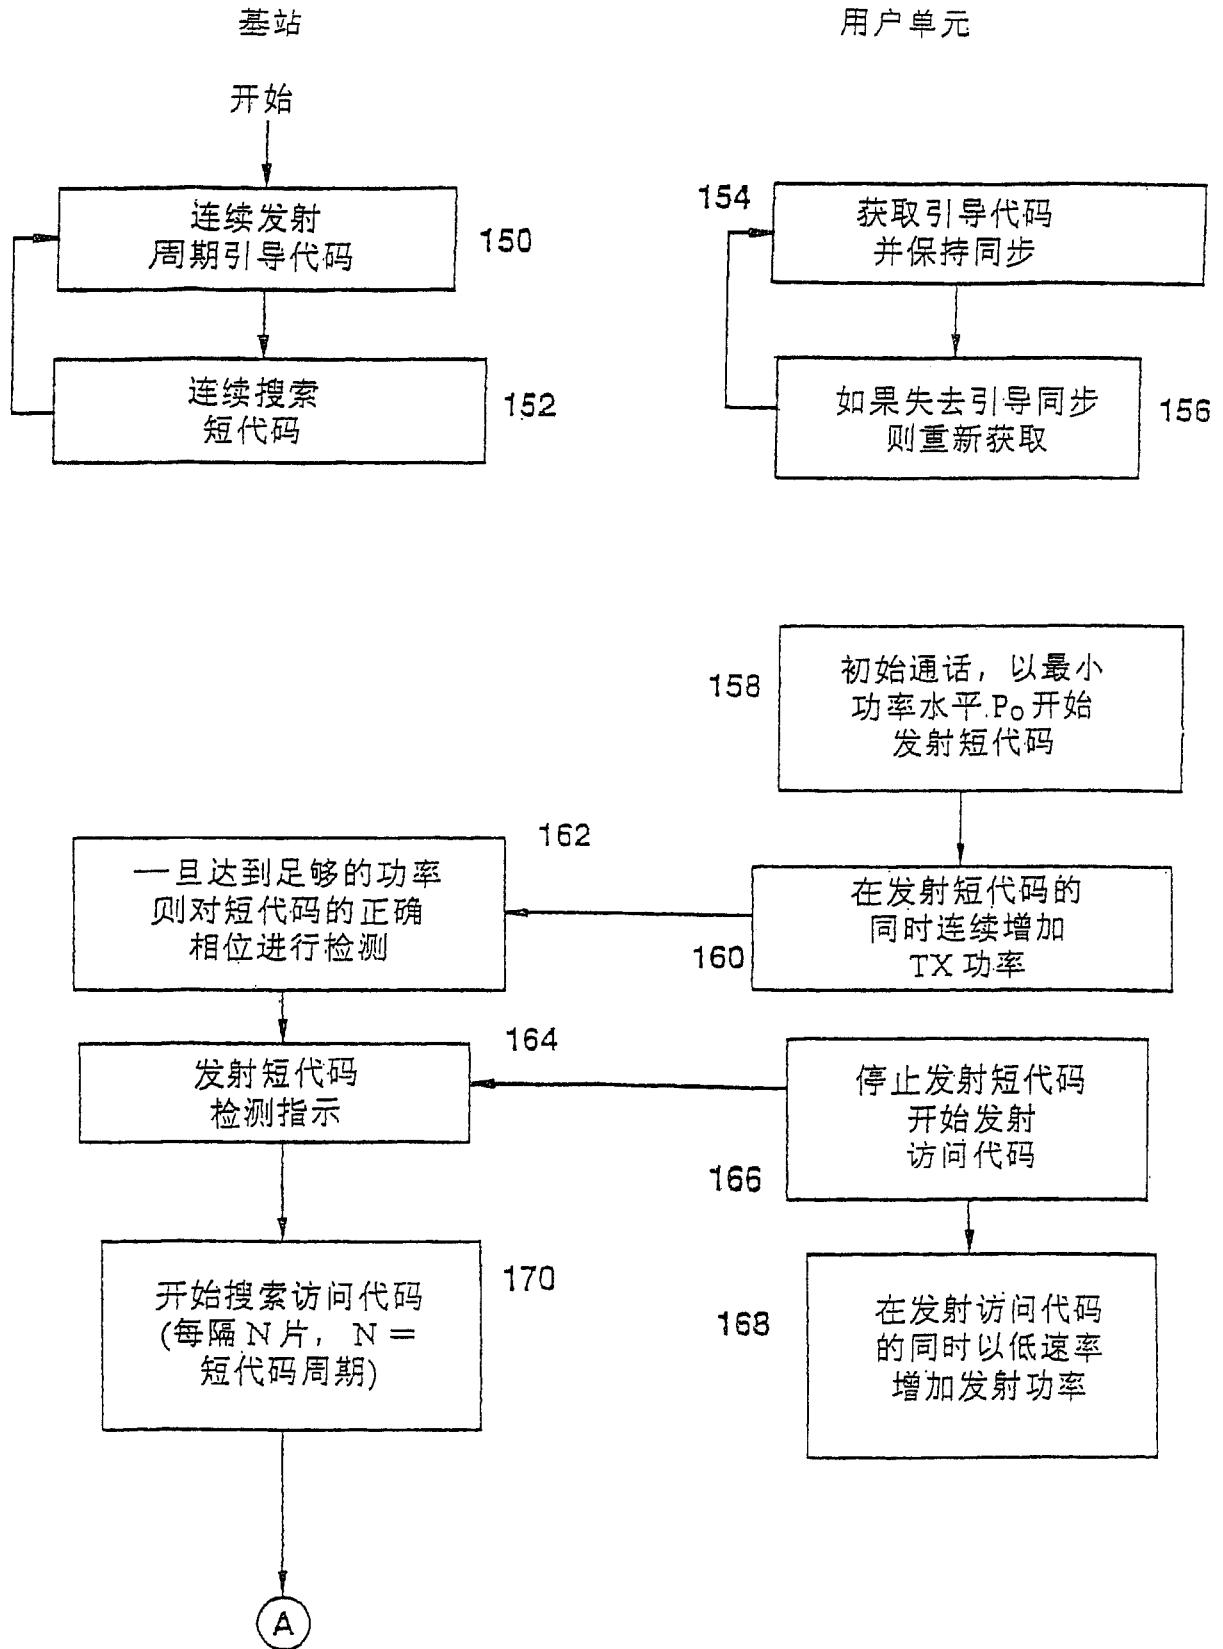 基站
用户单元
开始
连续发射
周期引导代码
150
连续搜索
短代码
152
154
获取引导代码
并保持同步
如果失去引导同步
则重新获取
156
158
初始通话，以最小
功率水平 P0 开始
发射短代码
162
一旦达到足够的功率
则对短代码的正确
相位进行检测
160
在发射短代码的
同时连续增加
TX 功率
164
发射短代码
检测指示
166
停止发射短代码
开始发射
访问代码
170
开始搜索访问代码
(每隔 N 片，N =
短代码周期)
168
在发射访问代码
的同时以低速率
增加发射功率
A